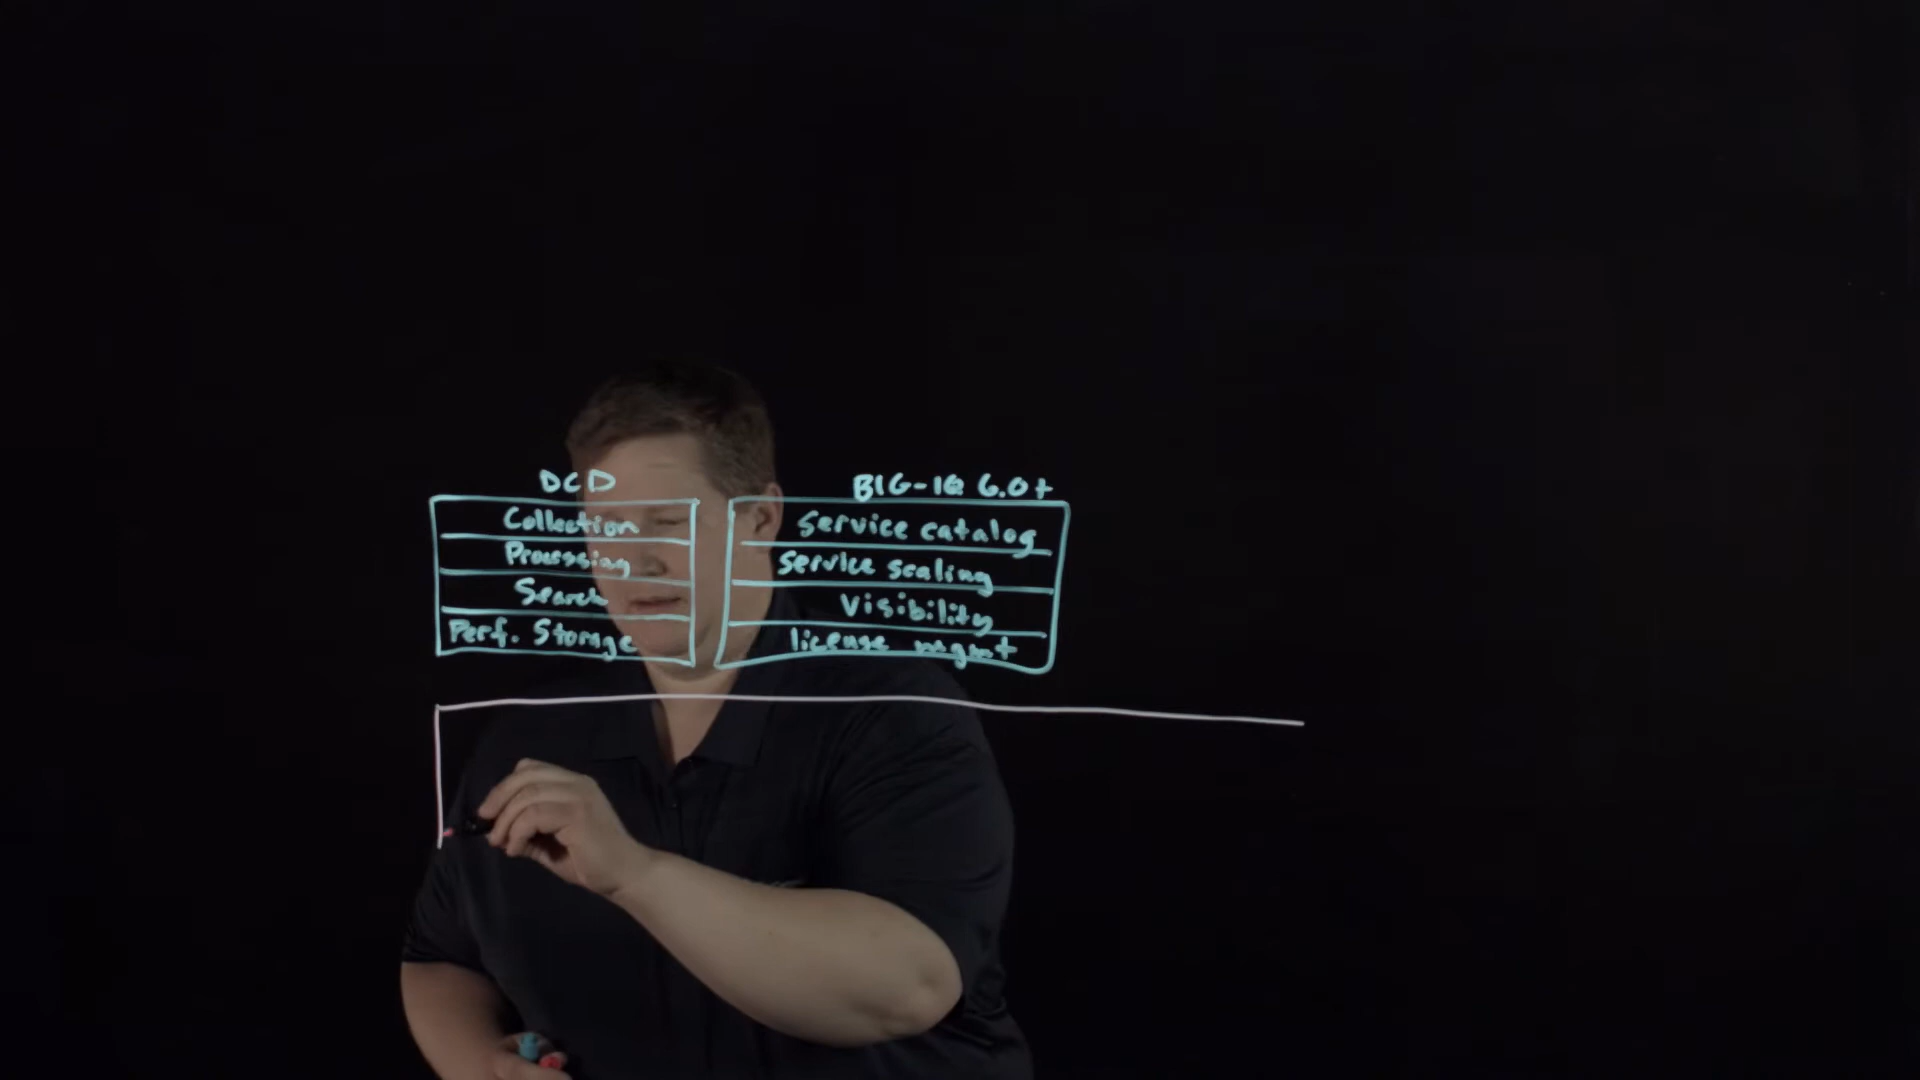 DCD
Collection
Processing
Search
Perf. Storage
BIG-IQ 6.0+
Service catalog
Service scaling
Visibility
license mgmt